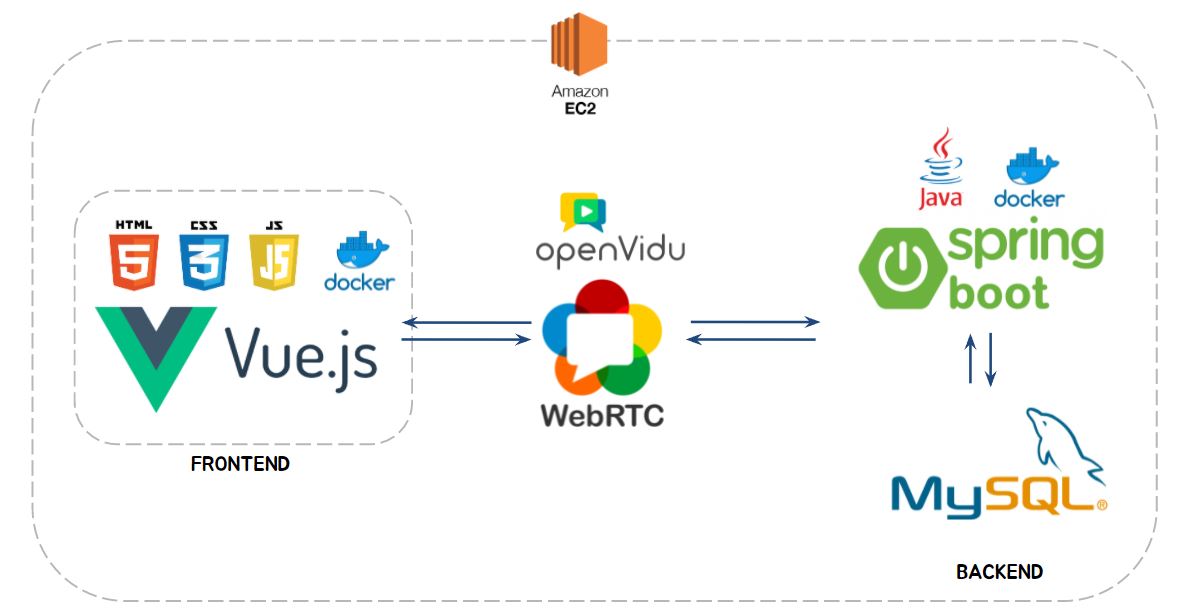 Amazon
EC2
HTML
5
CSS
3
JS
JS
docker
Vue.js
FRONTEND
openVidu
WebRTC
Java
docker
spring
boot
MySQL®
BACKEND